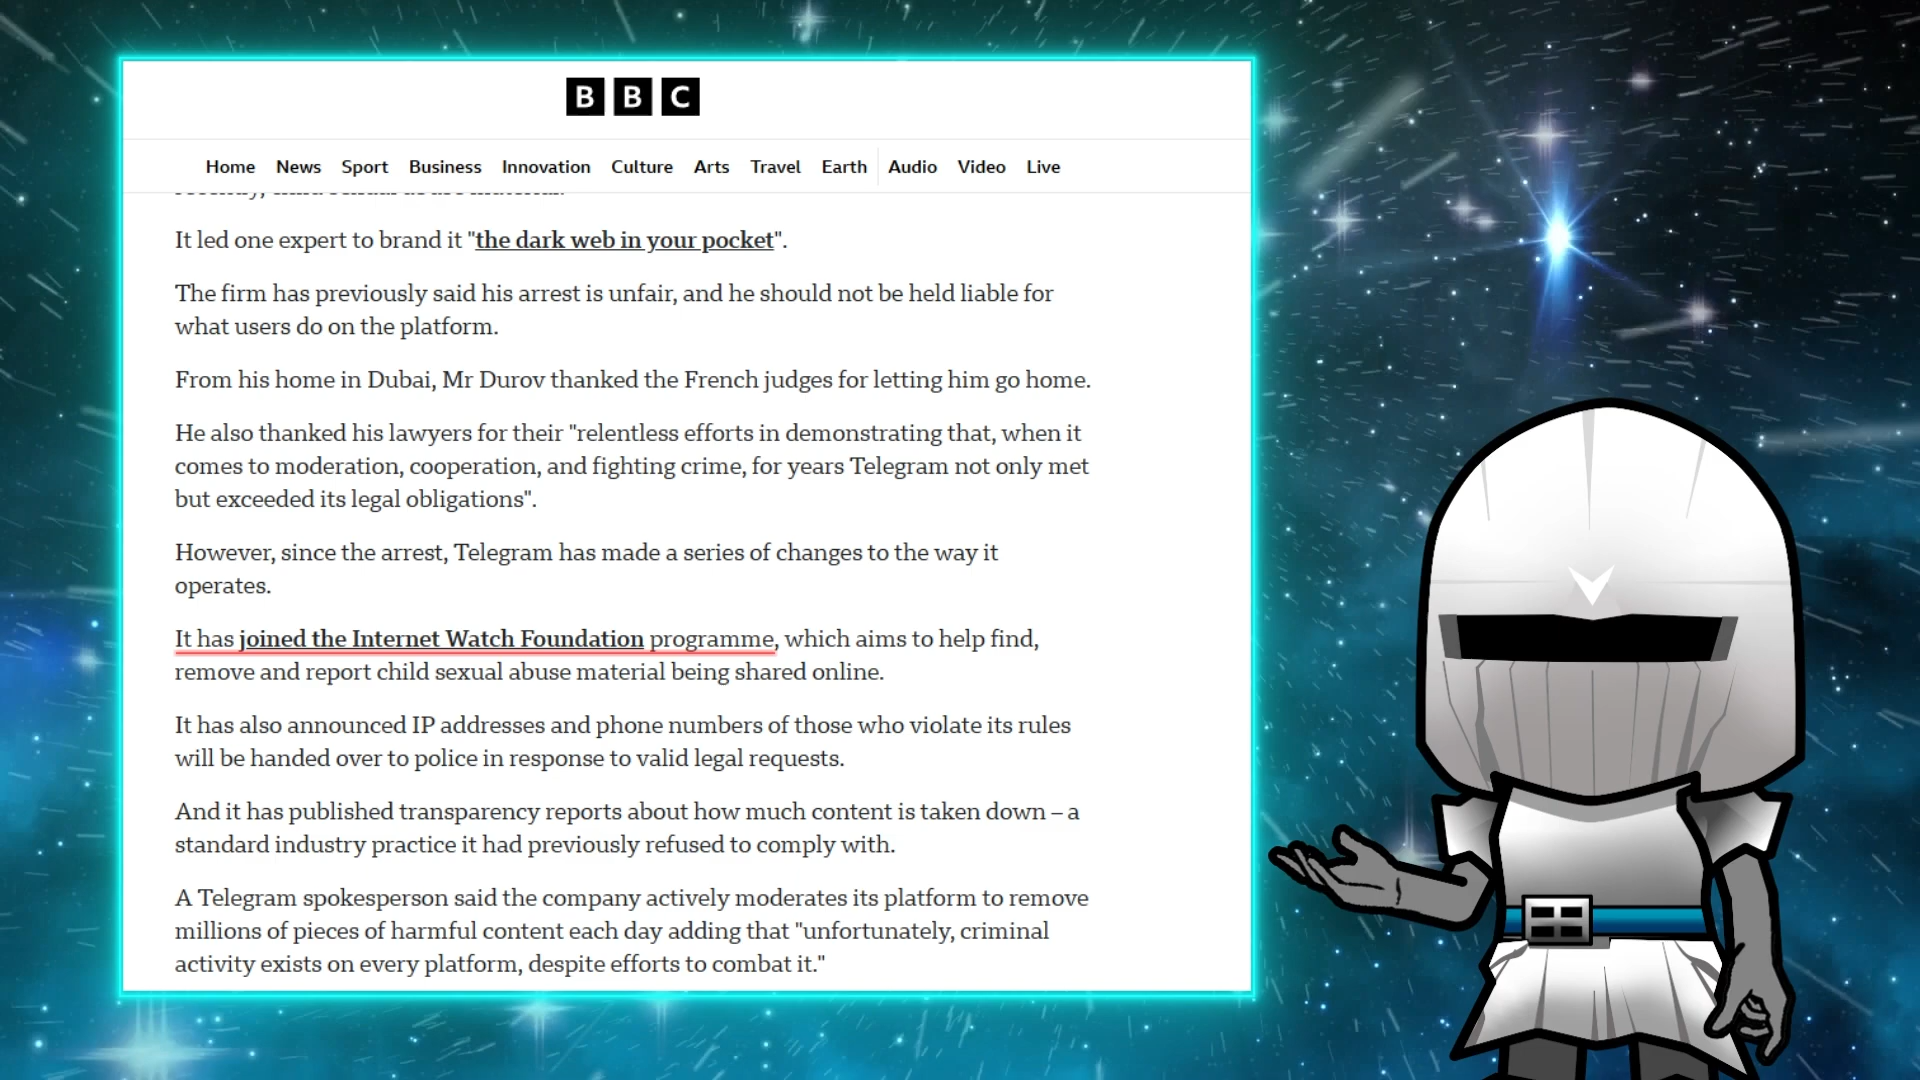 BBC
Home News Sport Business Innovation Culture Arts Travel Earth Audio Video Live
It led one expert to brand it "the dark web in your pocket".
The firm has previously said his arrest is unfair, and he should not be held liable for
what users do on the platform.
From his home in Dubai, Mr Durov thanked the French judges for letting him go home.
He also thanked his lawyers for their "relentless efforts in demonstrating that, when it
comes to moderation, cooperation, and fighting crime, for years Telegram not only met
but exceeded its legal obligations".
However, since the arrest, Telegram has made a series of changes to the way it
operates.
It has joined the Internet Watch Foundation programme, which aims to help find,
remove and report child sexual abuse material being shared online.
It has also announced IP addresses and phone numbers of those who violate its rules
will be handed over to police in response to valid legal requests.
And it has published transparency reports about how much content is taken down – a
standard industry practice it had previously refused to comply with.
A Telegram spokesperson said the company actively moderates its platform to remove
millions of pieces of harmful content each day adding that "unfortunately, criminal
activity exists on every platform, despite efforts to combat it."